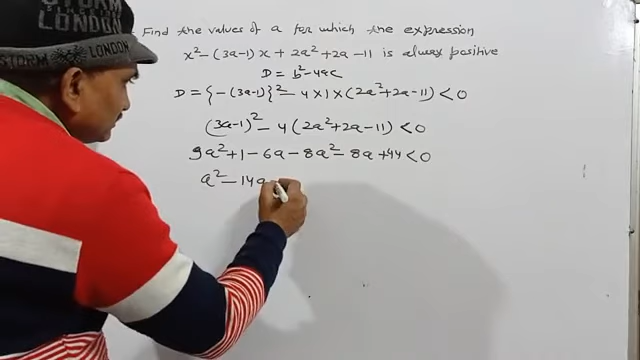 STORM
LONDON
STORM LONDON
Find the values of a for which the expression
x² - (3a-1)x + 2a² + 2a - 11 is always positive
D = b² - 4ac
D = {-(3a-1)}² - 4×1×(2a²+2a-11) < 0
(3a-1)² - 4(2a²+2a-11) < 0
9a² + 1 - 6a - 8a² - 8a + 44 < 0
a² - 14a